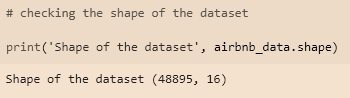 # checking the shape of the dataset
print('Shape of the dataset', airbnb_data.shape)
Shape of the dataset (48895, 16)